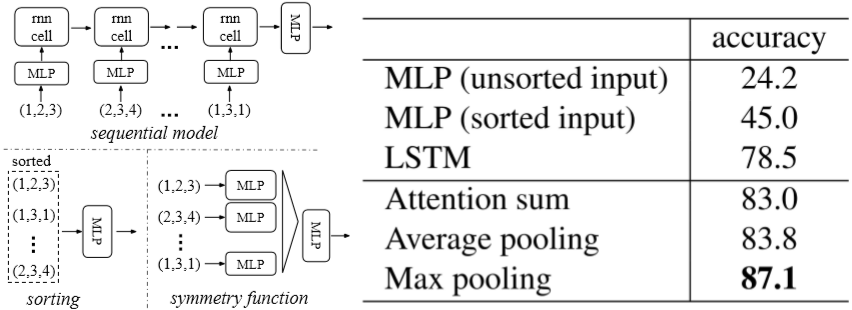 rnn cell rnn cell ... rnn cell MLP
MLP MLP MLP
(1,2,3) (2,3,4) ... (1,3,1)
sequential model
sorted
(1,2,3)
(1,3,1)
...
(2,3,4)
MLP
sorting
(1,2,3) MLP
(2,3,4) MLP
...
(1,3,1) MLP
MLP
symmetry function
accuracy
MLP (unsorted input) 24.2
MLP (sorted input) 45.0
LSTM 78.5
Attention sum 83.0
Average pooling 83.8
Max pooling 87.1